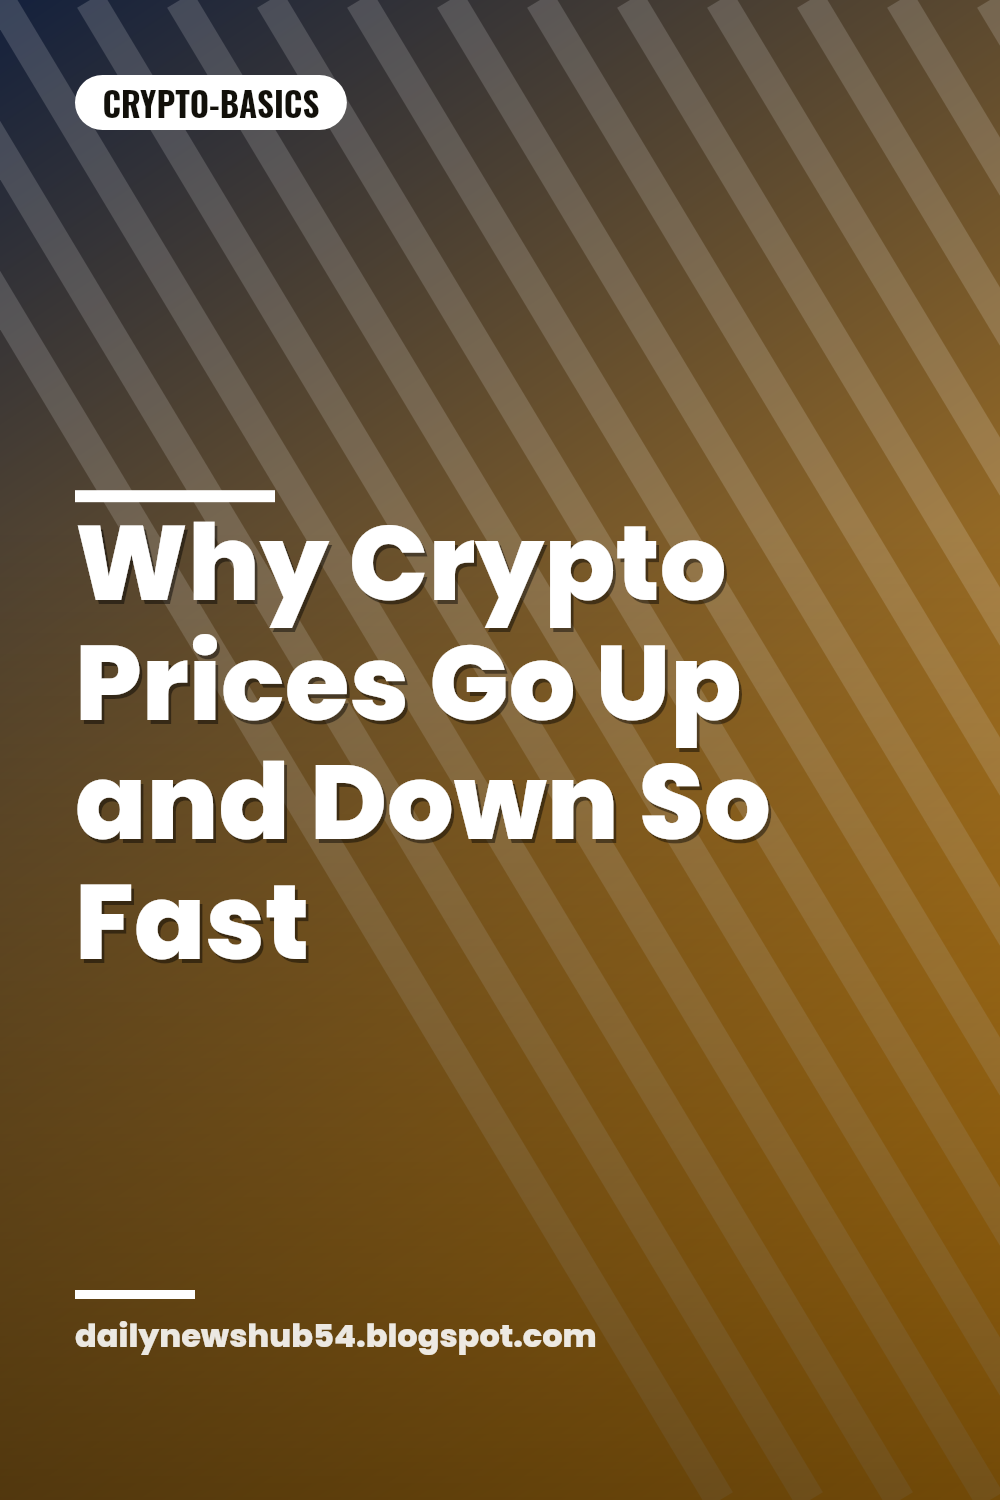 CRYPTO-BASICS
Why Crypto
Prices Go Up
and Down So
Fast
dailynewshub54.blogspot.com